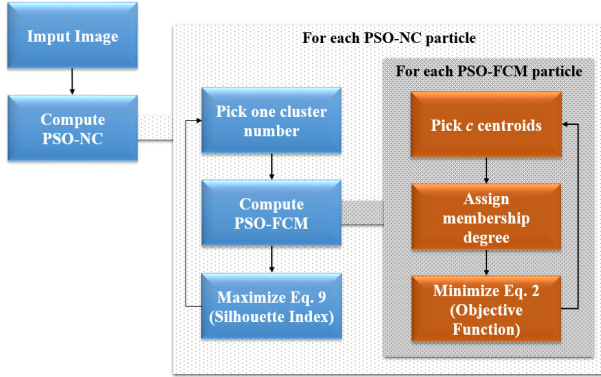 Imput Image
Compute
PSO-NC
For each PSO-NC particle
Pick one cluster
number
Compute
PSO-FCM
Maximize Eq. 9
(Silhouette Index)
For each PSO-FCM particle
Pick c centroids
Assign
membership
degree
Minimize Eq. 2
(Objective
Function)